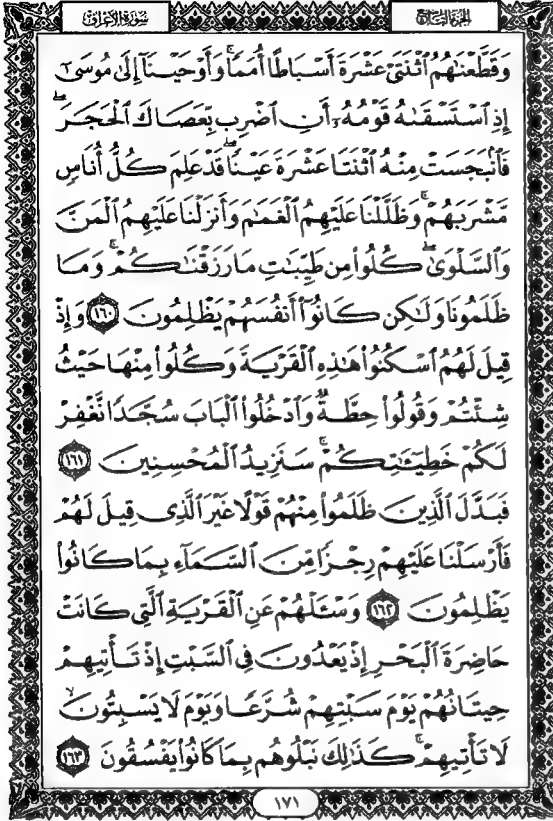 الجزء التاسع
سورة الأعراف
وَقَطَّعْنَٰهُمُ ٱثْنَتَىْ عَشْرَةَ أَسْبَاطًا أُمَمًا ۚ وَأَوْحَيْنَآ إِلَىٰ مُوسَىٰٓ
إِذِ ٱسْتَسْقَىٰهُ قَوْمُهُۥٓ أَنِ ٱضْرِب بِّعَصَاكَ ٱلْحَجَرَ ۖ
فَٱنۢبَجَسَتْ مِنْهُ ٱثْنَتَا عَشْرَةَ عَيْنًا ۖ قَدْ عَلِمَ كُلُّ أُنَاسٍ
مَّشْرَبَهُمْ ۚ وَظَلَّلْنَا عَلَيْهِمُ ٱلْغَمَٰمَ وَأَنزَلْنَا عَلَيْهِمُ ٱلْمَنَّ
وَٱلسَّلْوَىٰ ۖ كُلُوا۟ مِن طَيِّبَٰتِ مَا رَزَقْنَٰكُمْ ۚ وَمَا
ظَلَمُونَا وَلَٰكِن كَانُوٓا۟ أَنفُسَهُمْ يَظْلِمُونَ ١٦٠ وَإِذْ
قِيلَ لَهُمُ ٱسْكُنُوا۟ هَٰذِهِ ٱلْقَرْيَةَ وَكُلُوا۟ مِنْهَا حَيْثُ
شِئْتُمْ وَقُولُوا۟ حِطَّةٌ وَٱدْخُلُوا۟ ٱلْبَابَ سُجَّدًا نَّغْفِرْ
لَكُمْ خَطِيٓـَٰٔتِكُمْ ۚ سَنَزِيدُ ٱلْمُحْسِنِينَ ١٦١
فَبَدَّلَ ٱلَّذِينَ ظَلَمُوا۟ مِنْهُمْ قَوْلًا غَيْرَ ٱلَّذِى قِيلَ لَهُمْ
فَأَرْسَلْنَا عَلَيْهِمْ رِجْزًا مِّنَ ٱلسَّمَآءِ بِمَا كَانُوا۟
يَظْلِمُونَ ١٦٢ وَسْـَٔلْهُمْ عَنِ ٱلْقَرْيَةِ ٱلَّتِى كَانَتْ
حَاضِرَةَ ٱلْبَحْرِ إِذْ يَعْدُونَ فِى ٱلسَّبْتِ إِذْ تَأْتِيهِمْ
حِيتَانُهُمْ يَوْمَ سَبْتِهِمْ شُرَّعًا وَيَوْمَ لَا يَسْبِتُونَ ۙ
لَا تَأْتِيهِمْ ۚ كَذَٰلِكَ نَبْلُوهُم بِمَا كَانُوا۟ يَفْسُقُونَ ١٦٣
١٧١